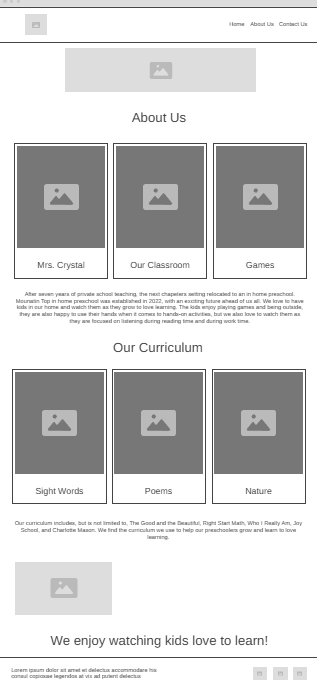 Home About Us Contact Us
About Us
Mrs. Crystal
Our Classroom
Games
After seven years of private school teaching, the next chapeters setting relocated to an in home preschool.
Mounatin Top in home preschool was established in 2022, with an exciting future ahead of us all. We love to have
kids in our home and watch them as they grow to love learning. The kids enjoy playing games and being outside,
they are also happy to use their hands when it comes to hands-on activities, but we also love to watch them as
they are focused on listening during reading time and during work time.
Our Curriculum
Sight Words
Poems
Nature
Our curriculum includes, but is not limited to, The Good and the Beautiful, Right Start Math, Who I Really Am, Joy
School, and Charlotte Mason. We find the curriculum we use to help our preschoolers grow and learn to love
learning.
We enjoy watching kids love to learn!
Lorem ipsum dolor sit amet et delectus accommodare his
consul copiosae legendos at vix ad putent delectus